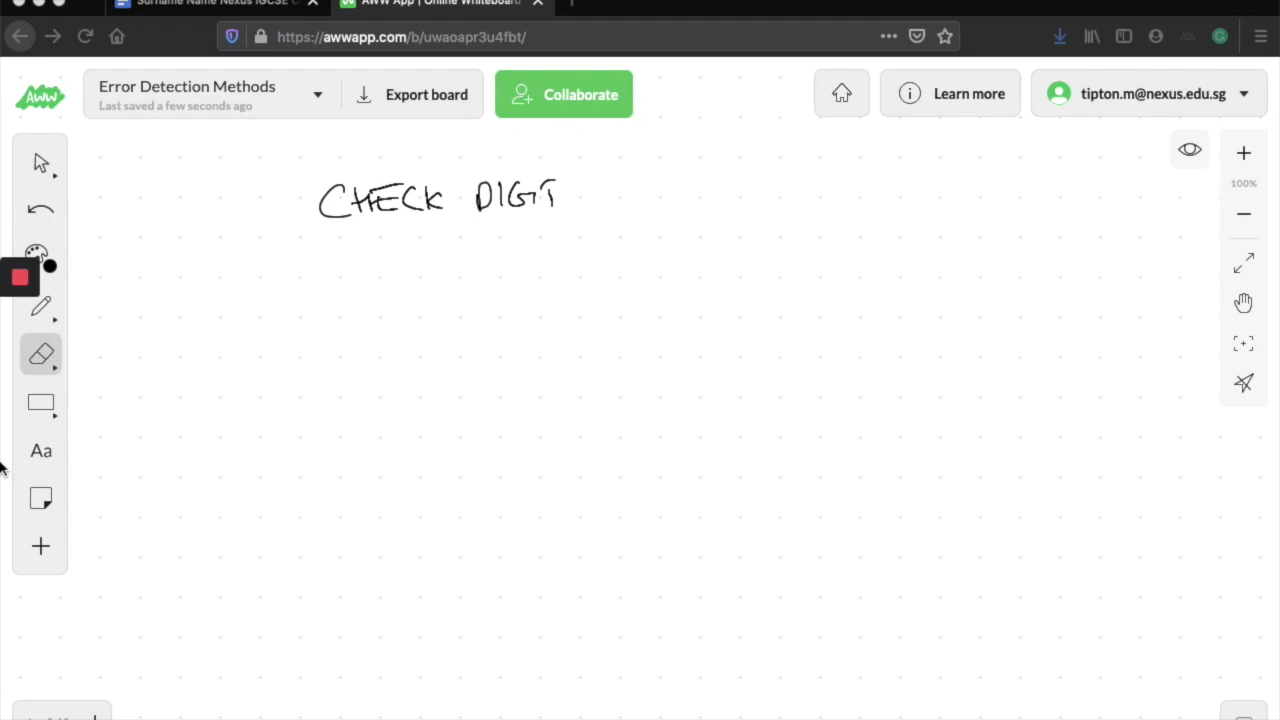 Surname Name Nexus IGCSE C
AWW App | Online Whiteboard
https://awwapp.com/b/uwaoapr3u4fbt/
AWW
Error Detection Methods
Last saved a few seconds ago
Export board
Collaborate
Learn more
tipton.m@nexus.edu.sg
100%
CHECK DIGIT
Aa